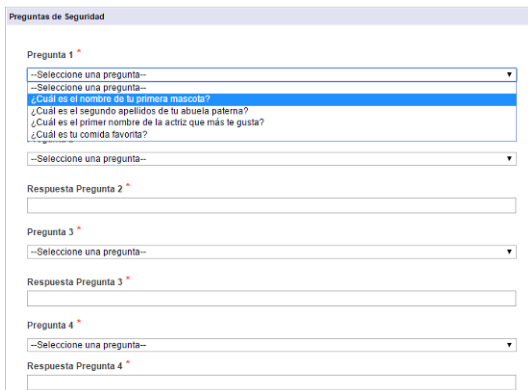 Preguntas de Seguridad
Pregunta 1 *
--Seleccione una pregunta--
--Seleccione una pregunta--
¿Cuál es el nombre de tu primera mascota?
¿Cuál es el segundo apellidos de tu abuela paterna?
¿Cuál es el primer nombre de la actriz que más te gusta?
¿Cuál es tu comida favorita?
--Seleccione una pregunta--
Respuesta Pregunta 2 *
Pregunta 3 *
--Seleccione una pregunta--
Respuesta Pregunta 3 *
Pregunta 4 *
--Seleccione una pregunta--
Respuesta Pregunta 4 *